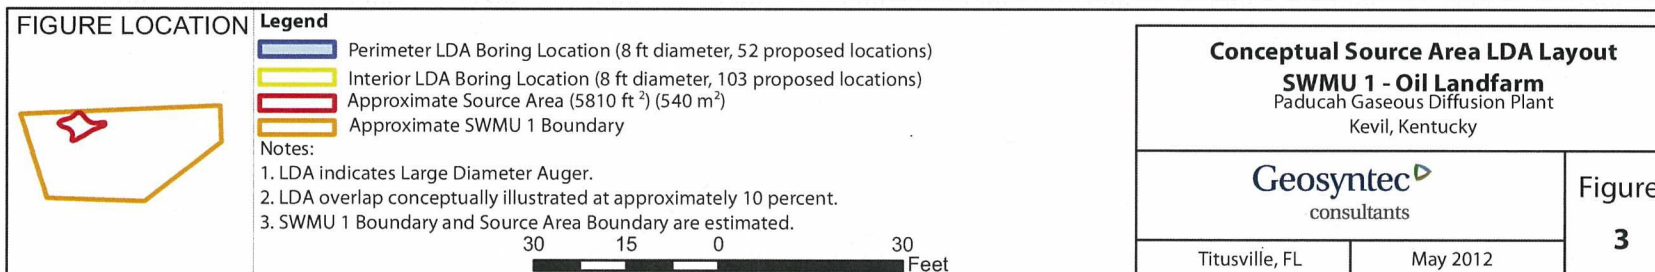 FIGURE LOCATION
Legend
Perimeter LDA Boring Location (8 ft diameter, 52 proposed locations)
Interior LDA Boring Location (8 ft diameter, 103 proposed locations)
Approximate Source Area (5810 ft ²) (540 m²)
Approximate SWMU 1 Boundary
Notes:
1. LDA indicates Large Diameter Auger.
2. LDA overlap conceptually illustrated at approximately 10 percent.
3. SWMU 1 Boundary and Source Area Boundary are estimated.
30 15 0 30
Feet
Conceptual Source Area LDA Layout
SWMU 1 - Oil Landfarm
Paducah Gaseous Diffusion Plant
Kevil, Kentucky
Geosyntec
consultants
Figure
3
Titusville, FL
May 2012